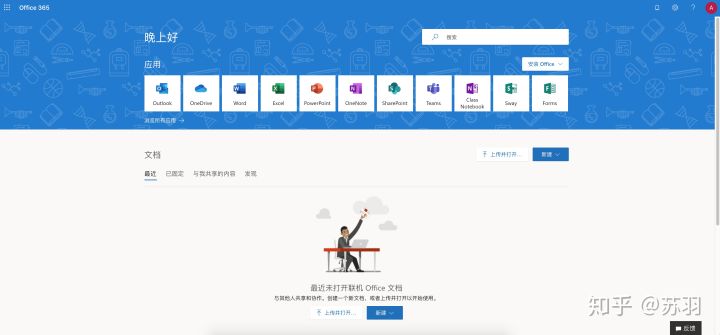 Office 365
A
晚上好
搜索
应用
安装 Office
Outlook
OneDrive
Word
Excel
PowerPoint
OneNote
SharePoint
Teams
Class Notebook
Sway
Forms
浏览所有应用
文档
上传并打开...
新建
最近
已固定
与我共享的内容
发现
最近未打开联机 Office 文档
与其他人共享和协作。创建一个新文档，或者上传并打开以开始使用。
上传并打开...
新建
知乎 @苏羽
反馈